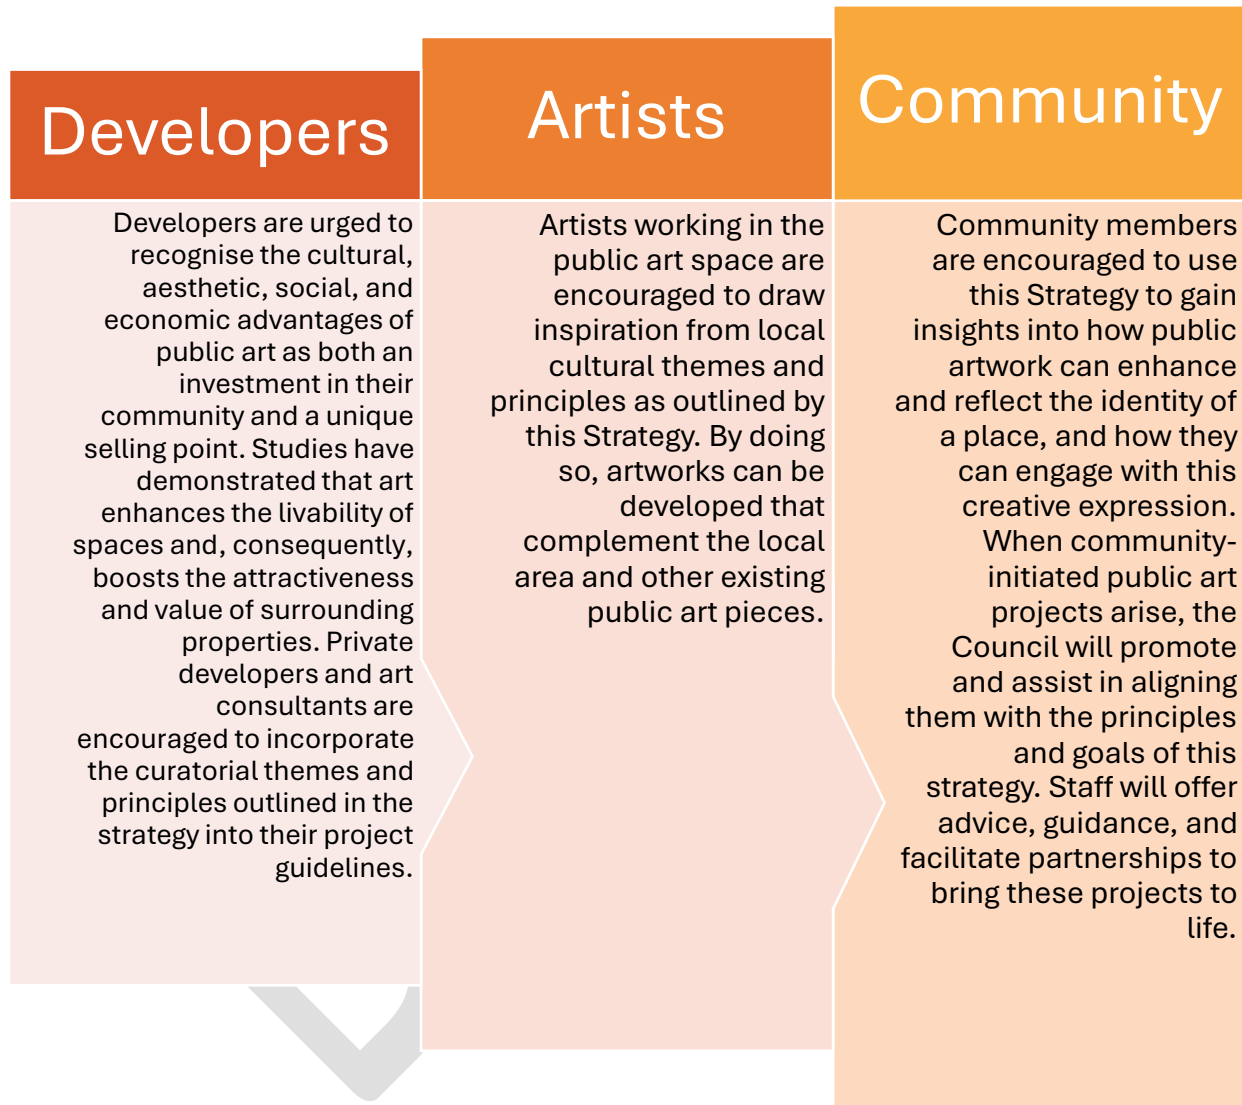 Developers
Developers are urged to
recognise the cultural,
aesthetic, social, and
economic advantages of
public art as both an
investment in their
community and a unique
selling point. Studies have
demonstrated that art
enhances the livability of
spaces and, consequently,
boosts the attractiveness
and value of surrounding
properties. Private
developers and art
consultants are
encouraged to incorporate
the curatorial themes and
principles outlined in the
strategy into their project
guidelines.
Artists
Artists working in the
public art space are
encouraged to draw
inspiration from local
cultural themes and
principles as outlined by
this Strategy. By doing
so, artworks can be
developed that
complement the local
area and other existing
public art pieces.
Community
Community members
are encouraged to use
this Strategy to gain
insights into how public
artwork can enhance
and reflect the identity of
a place, and how they
can engage with this
creative expression.
When community-
initiated public art
projects arise, the
Council will promote
and assist in aligning
them with the principles
and goals of this
strategy. Staff will offer
advice, guidance, and
facilitate partnerships to
bring these projects to
life.